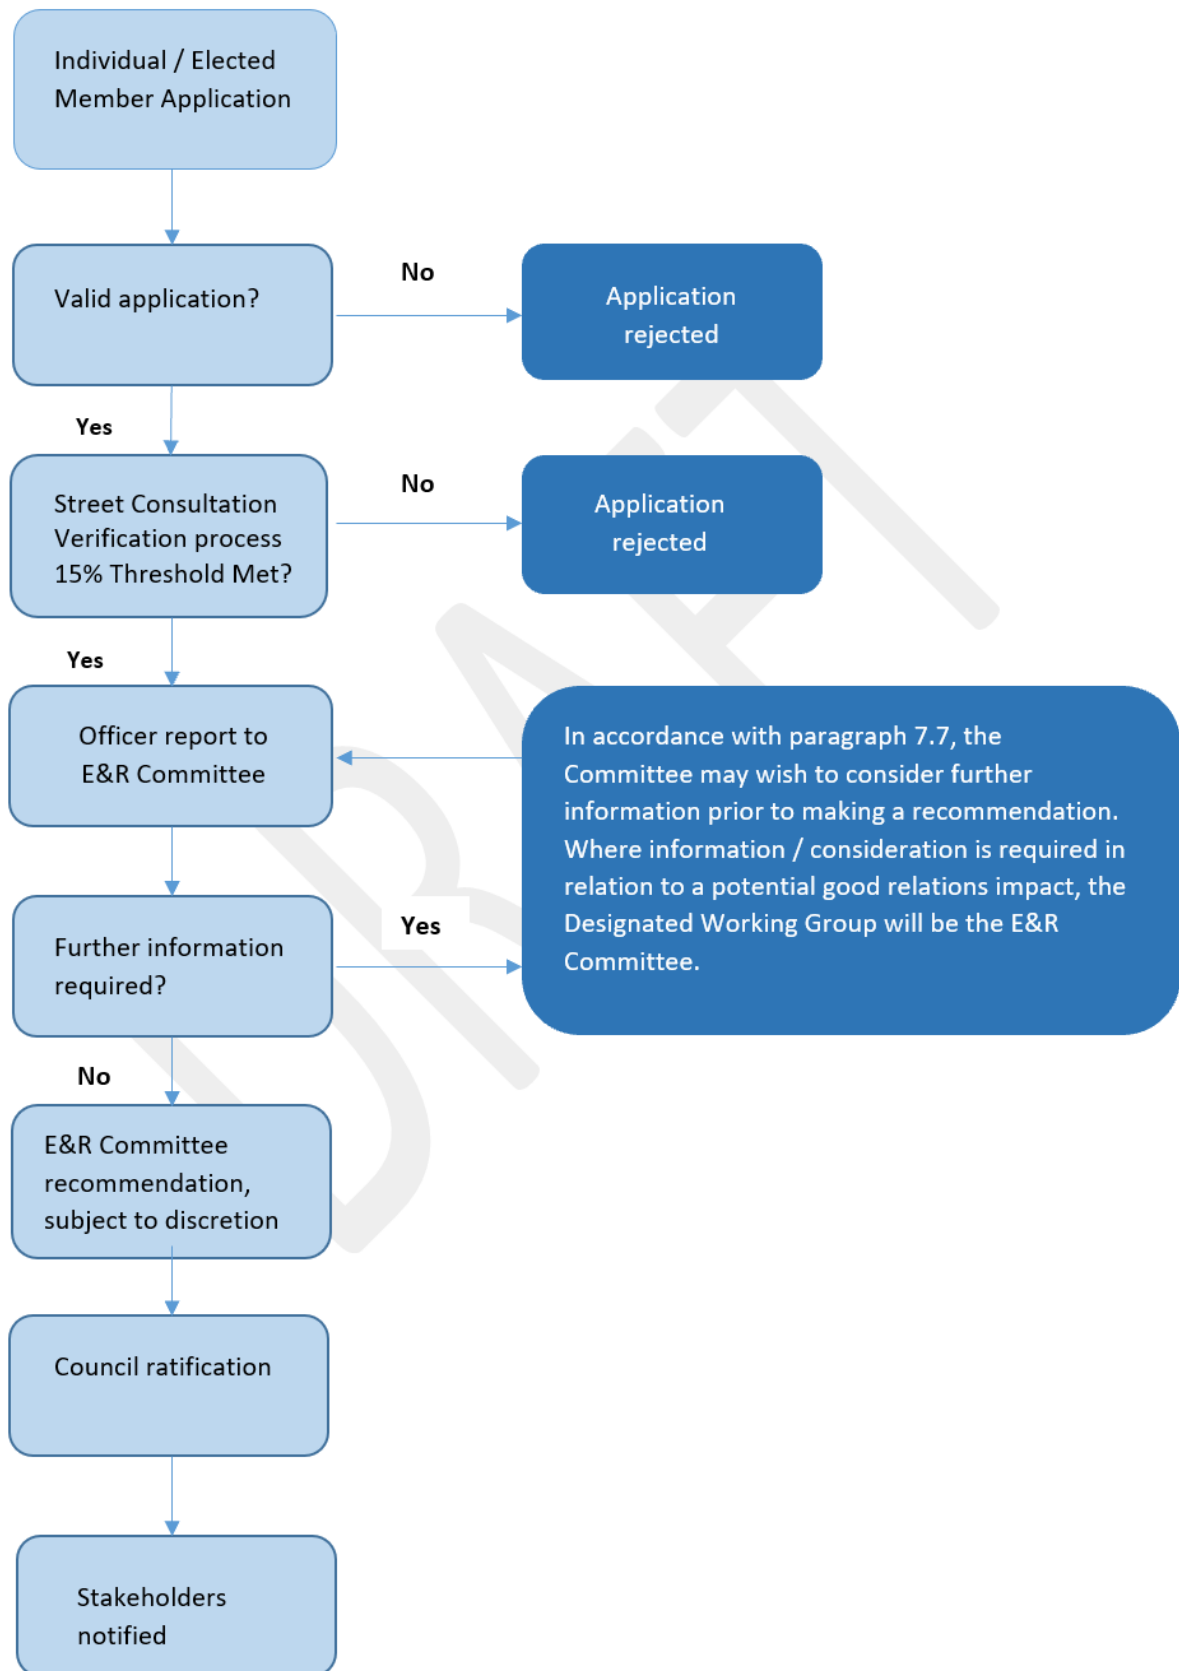 Individual / Elected
Member Application
Valid application?
No
Application
rejected
Yes
Street Consultation
Verification process
15% Threshold Met?
No
Application
rejected
Yes
Officer report to
E&R Committee
In accordance with paragraph 7.7, the
Committee may wish to consider further
information prior to making a recommendation.
Where information / consideration is required in
relation to a potential good relations impact, the
Designated Working Group will be the E&R
Committee.
Further information
required?
Yes
No
E&R Committee
recommendation,
subject to discretion
Council ratification
Stakeholders
notified
DRAFT